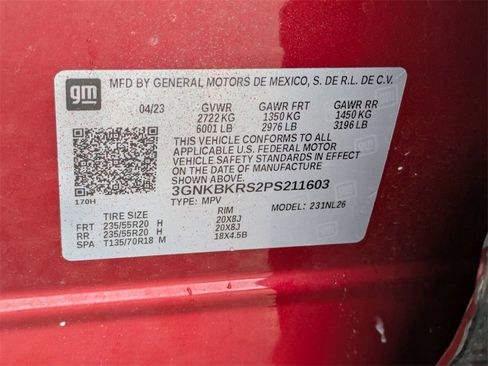 gm
MFD BY GENERAL MOTORS DE MEXICO, S. DE R.L. DE C.V.
04/23 GVWR GAWR FRT GAWR RR
2722 KG 1350 KG 1450 KG
6001 LB 2976 LB 3196 LB
THIS VEHICLE CONFORMS TO ALL
APPLICABLE U.S. FEDERAL MOTOR
VEHICLE SAFETY STANDARDS IN EFFECT
ON THE DATE OF MANUFACTURE
SHOWN ABOVE.
3GNKBKRS2PS211603
170H TYPE: MPV MODEL: 231NL26
TIRE SIZE RIM
FRT 235/55R20 H 20X8J
RR 235/55R20 H 20X8J
SPA T135/70R18 M 18X4.5B